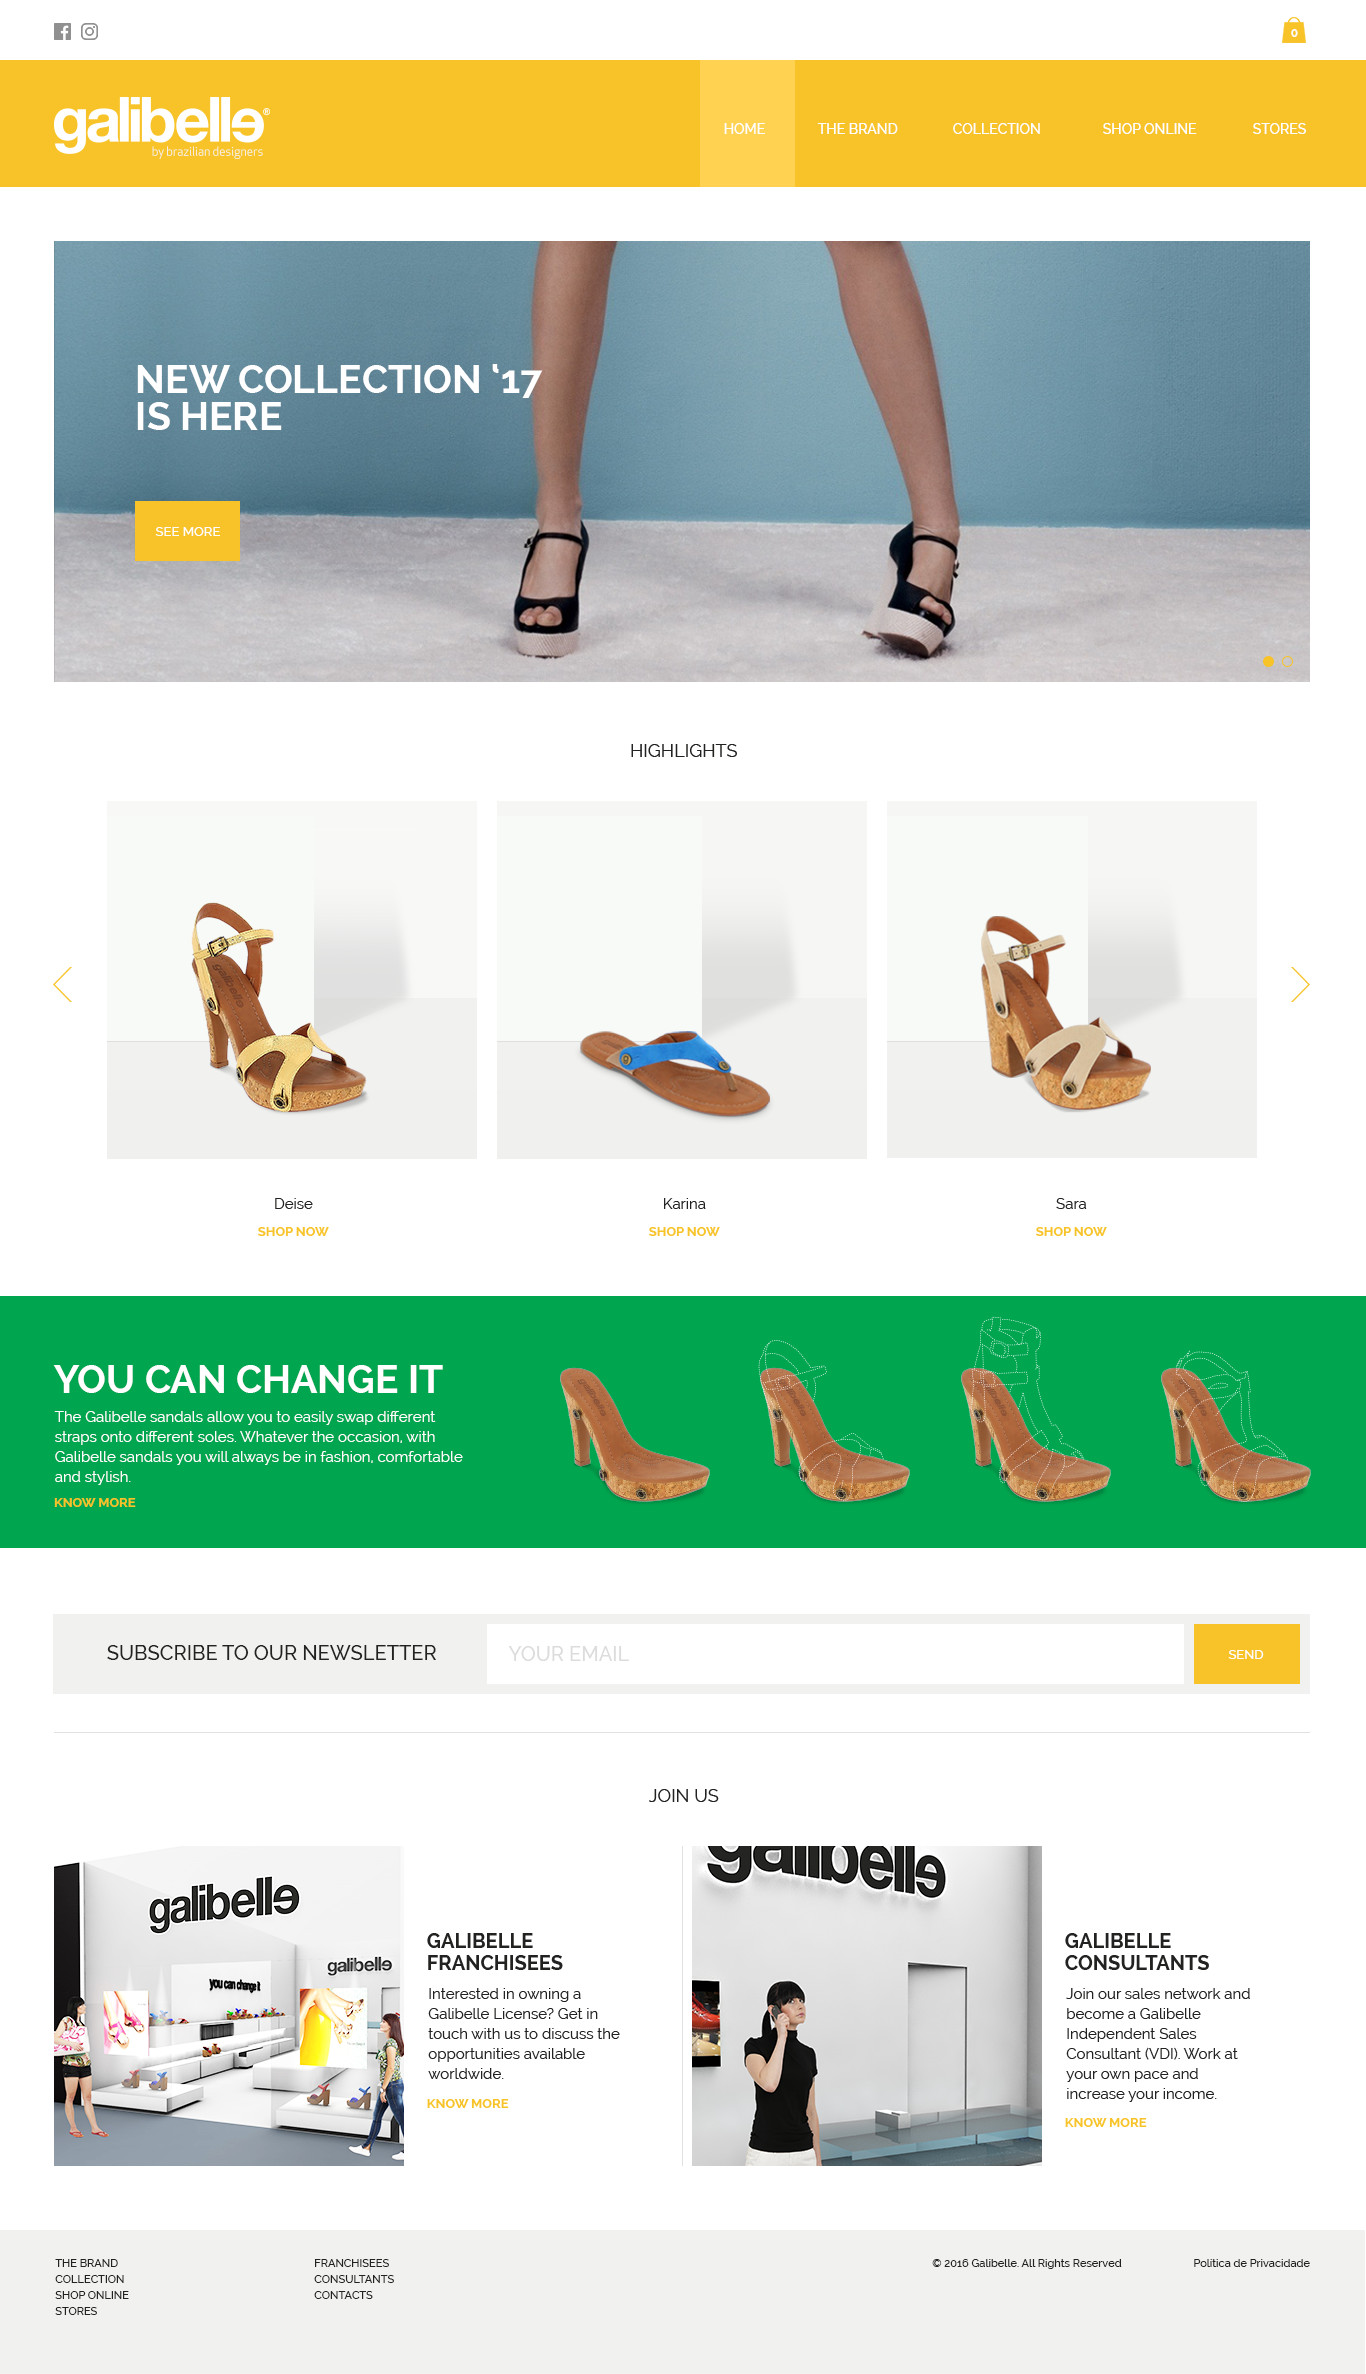 0
galibelle®
by brazilian designers
HOME
THE BRAND
COLLECTION
SHOP ONLINE
STORES
NEW COLLECTION ‘17
IS HERE
SEE MORE
HIGHLIGHTS
galibelle
galibelle
Deise
SHOP NOW
Karina
SHOP NOW
Sara
SHOP NOW
YOU CAN CHANGE IT
The Galibelle sandals allow you to easily swap different
straps onto different soles. Whatever the occasion, with
Galibelle sandals you will always be in fashion, comfortable
and stylish.
KNOW MORE
galibelle
galibelle
galibelle
galibelle
SUBSCRIBE TO OUR NEWSLETTER
YOUR EMAIL
SEND
JOIN US
galibelle
galibelle
you can change it
GALIBELLE
FRANCHISEES
Interested in owning a
Galibelle License? Get in
touch with us to discuss the
opportunities available
worldwide.
KNOW MORE
galibelle
GALIBELLE
CONSULTANTS
Join our sales network and
become a Galibelle
Independent Sales
Consultant (VDI). Work at
your own pace and
increase your income.
KNOW MORE
THE BRAND
COLLECTION
SHOP ONLINE
STORES
FRANCHISEES
CONSULTANTS
CONTACTS
© 2016 Galibelle. All Rights Reserved
Política de Privacidade